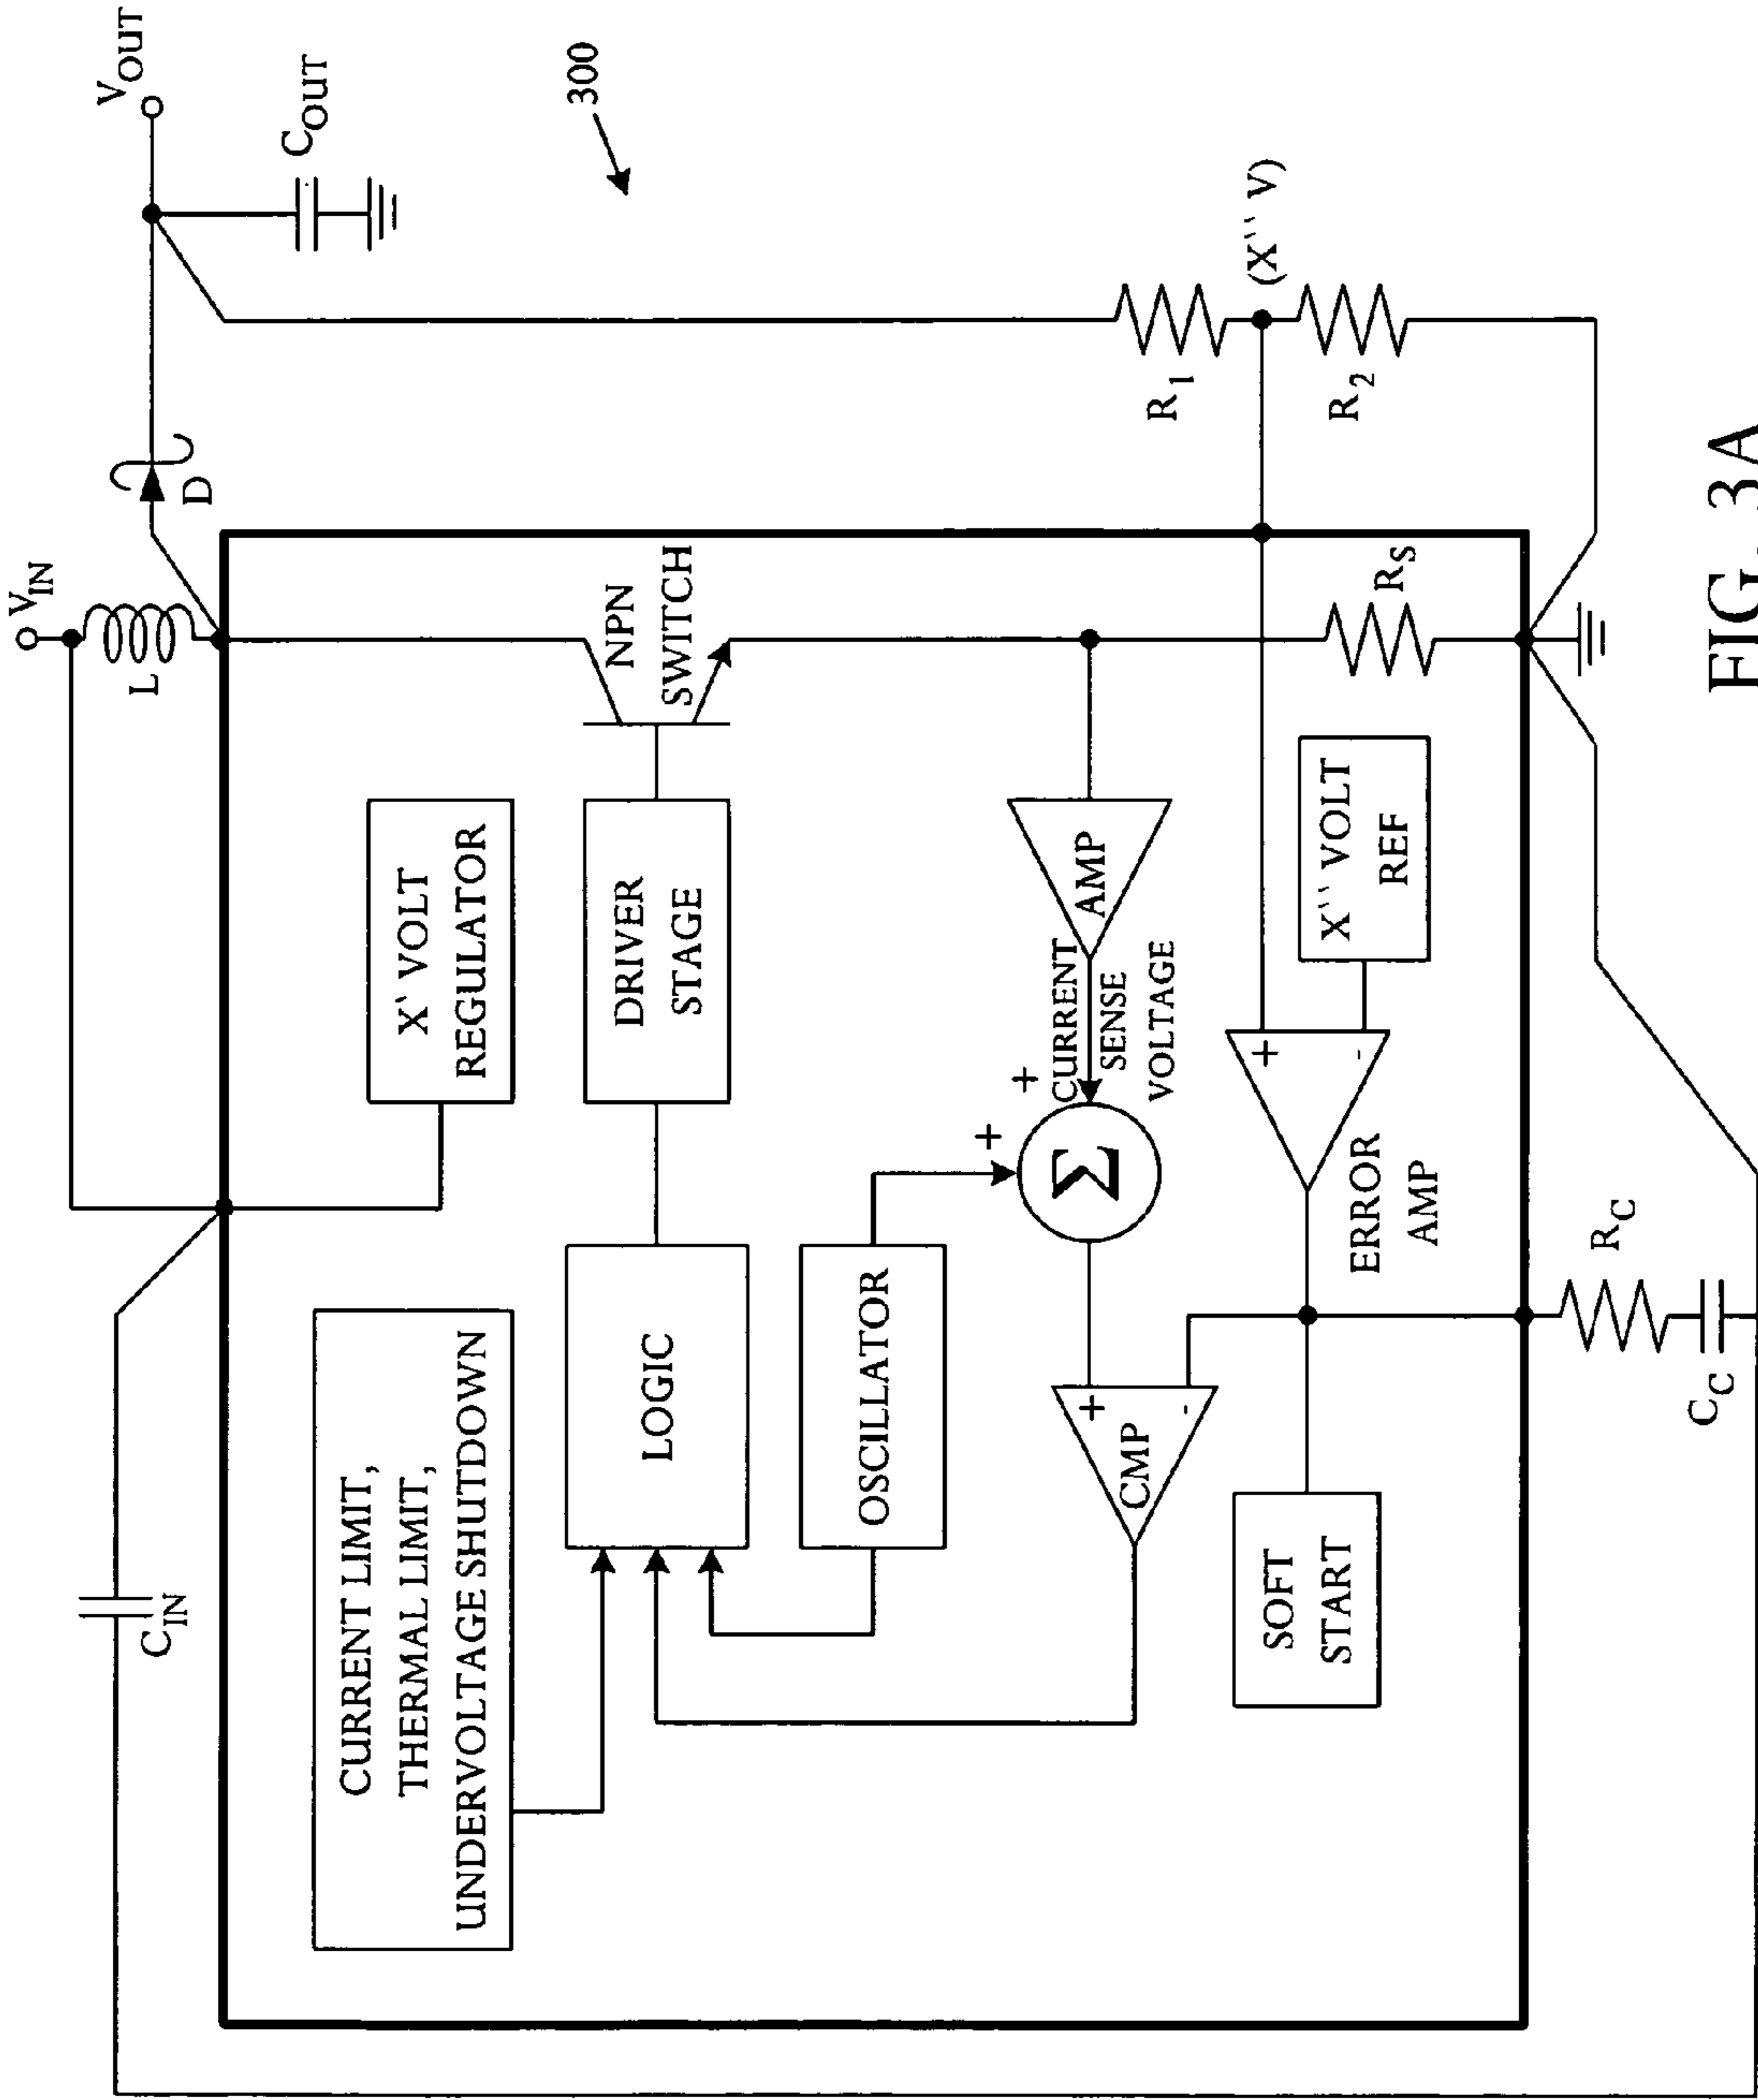 V_IN
V_OUT
L
D
C_OUT
C_IN
300
X` VOLT
REGULATOR
CURRENT LIMIT,
THERMAL LIMIT,
UNDERVOLTAGE SHUTDOWN
LOGIC
DRIVER
STAGE
NPN
SWITCH
OSCILLATOR
+
+
Σ
CURRENT
SENSE
VOLTAGE
AMP
CMP
+
-
SOFT
START
ERROR
AMP
+
-
X`` VOLT
REF
R_S
R_1
(X`` V)
R_2
R_C
C_C
FIG. 3A